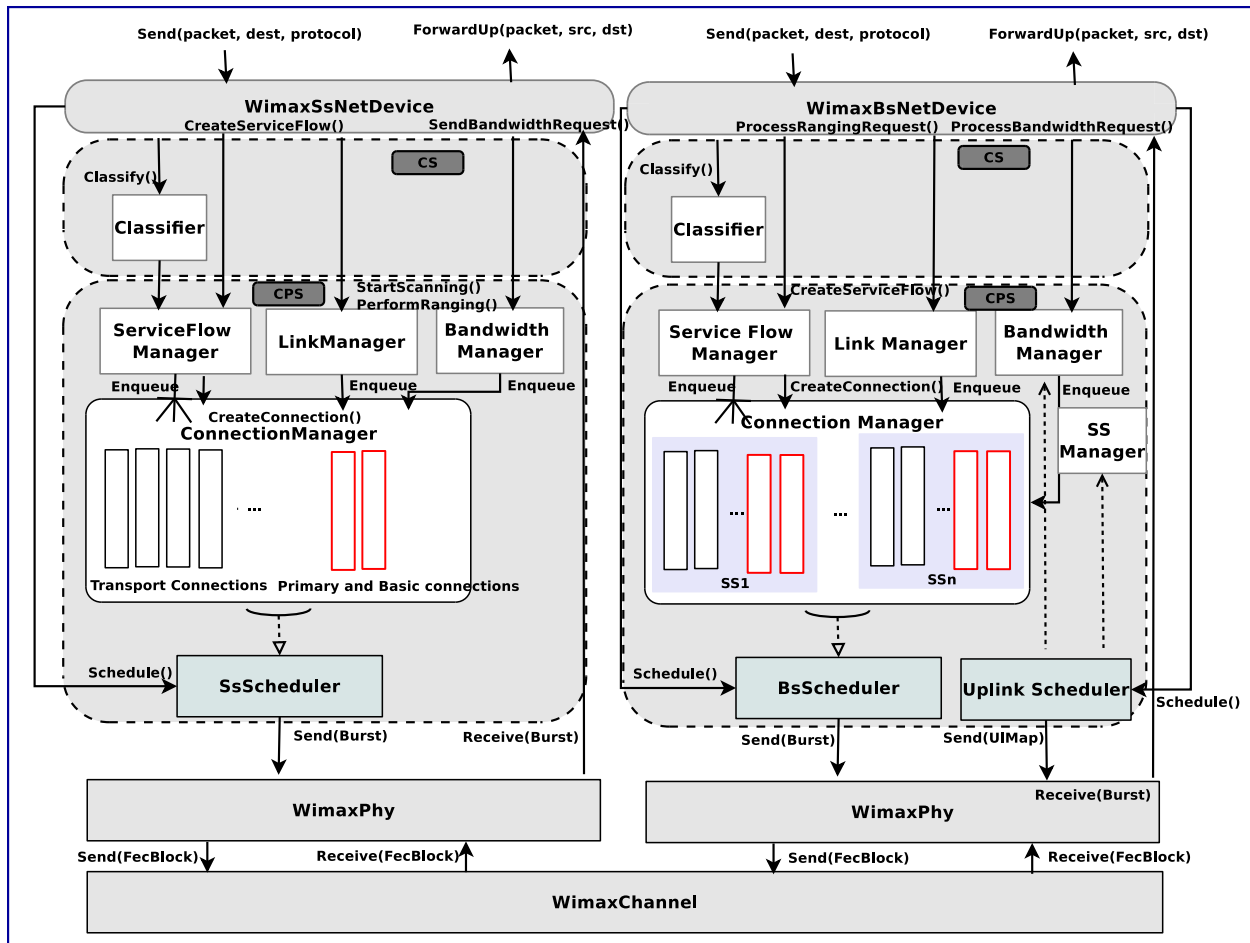 Send(packet, dest, protocol)
ForwardUp(packet, src, dst)
WimaxSsNetDevice
CreateServiceFlow()
SendBandwidthRequest()
CS
Classify()
Classifier
CPS
StartScanning()
PerformRanging()
ServiceFlow
Manager
LinkManager
Bandwidth
Manager
Enqueue
Enqueue
Enqueue
CreateConnection()
ConnectionManager
...
Transport Connections
Primary and Basic connections
Schedule()
SsScheduler
Send(Burst)
Receive(Burst)
WimaxPhy
Send(FecBlock)
Receive(FecBlock)
Send(packet, dest, protocol)
ForwardUp(packet, src, dst)
WimaxBsNetDevice
ProcessRangingRequest()
ProcessBandwidthRequest()
CS
Classify()
Classifier
CreateServiceFlow()
CPS
Service Flow
Manager
Link Manager
Bandwidth
Manager
Enqueue
CreateConnection()
Enqueue
Enqueue
Connection Manager
SS
Manager
...
...
...
SS1
SSn
Schedule()
BsScheduler
Uplink Scheduler
Schedule()
Send(Burst)
Send(UlMap)
WimaxPhy
Receive(Burst)
Send(FecBlock)
Receive(FecBlock)
WimaxChannel